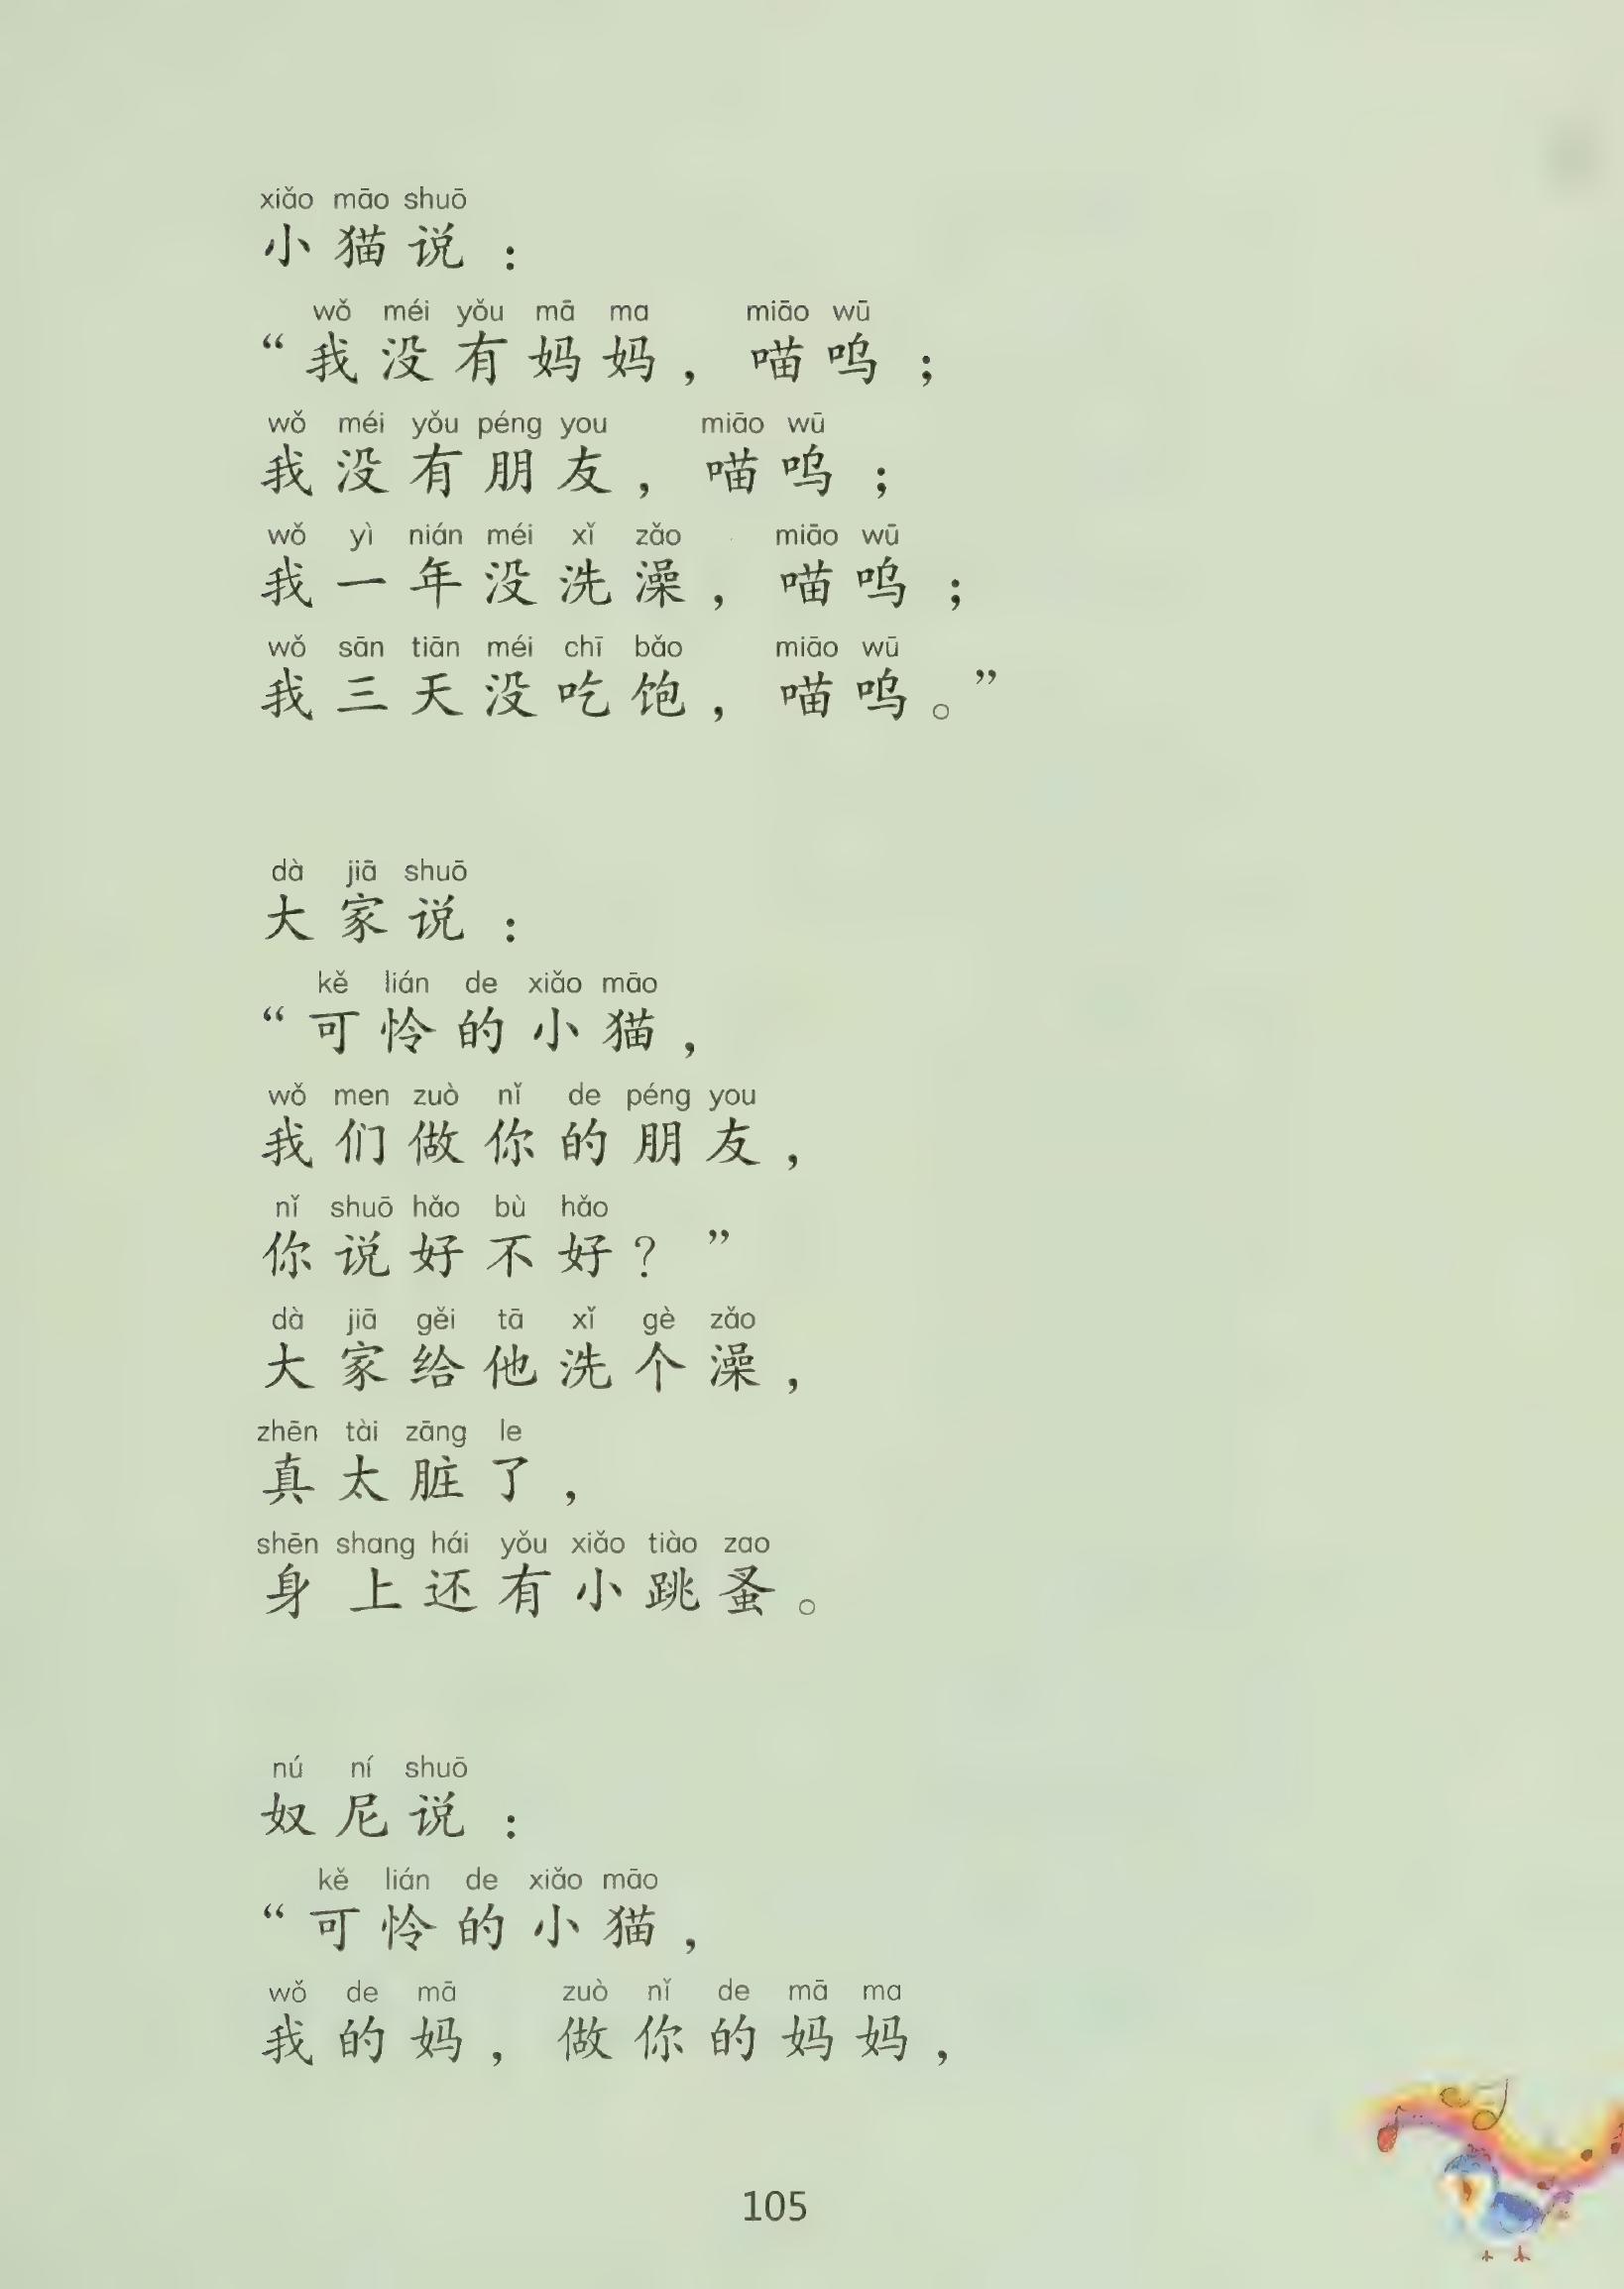 xiǎo māo shuō
小猫说：
wǒ méi yǒu mā ma miāo wū
“我没有妈妈，喵呜；
wǒ méi yǒu péng you miāo wū
我没有朋友，喵呜；
wǒ yì nián méi xǐ zǎo miāo wū
我一年没洗澡，喵呜；
wǒ sān tiān méi chī bǎo miāo wū
我三天没吃饱，喵呜。”
dà jiā shuō
大家说：
kě lián de xiǎo māo
“可怜的小猫，
wǒ men zuò nǐ de péng you
我们做你的朋友，
nǐ shuō hǎo bù hǎo
你说好不好？”
dà jiā gěi tā xǐ gè zǎo
大家给他洗个澡，
zhēn tài zāng le
真太脏了，
shēn shang hái yǒu xiǎo tiào zao
身上还有小跳蚤。
nú ní shuō
奴尼说：
kě lián de xiǎo māo
“可怜的小猫，
wǒ de mā zuò nǐ de mā ma
我的妈，做你的妈妈，
105